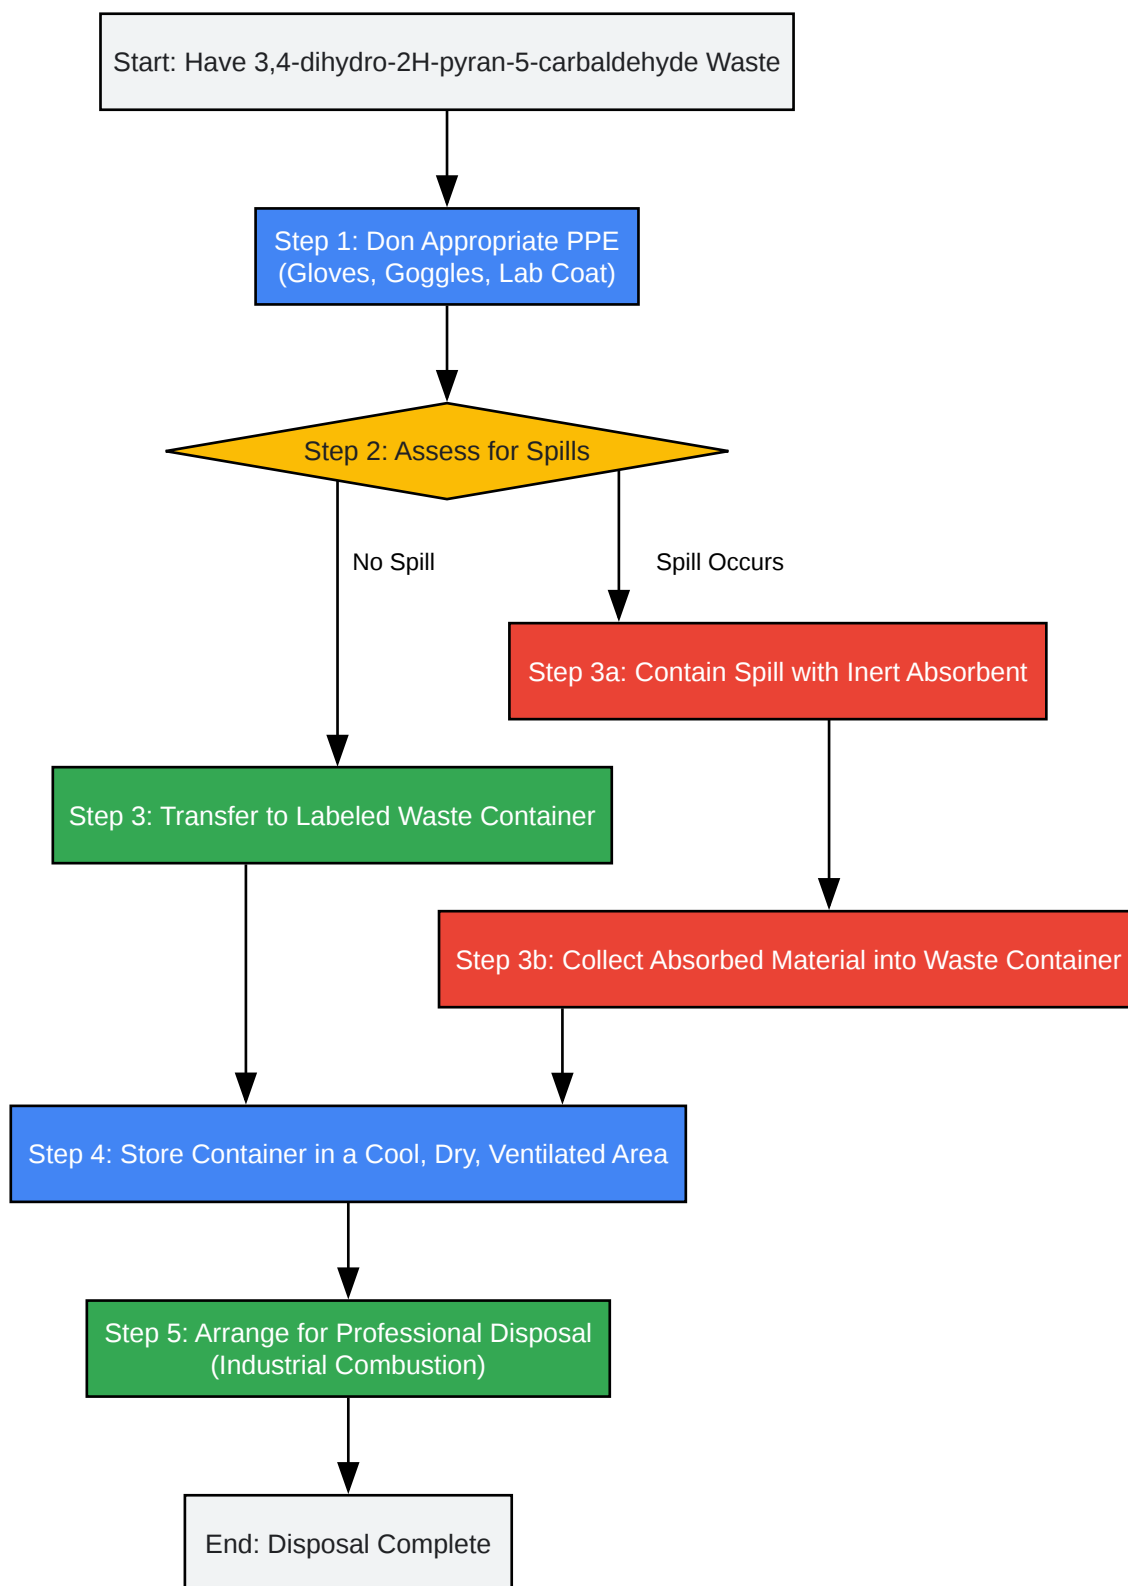 Start: Have 3,4-dihydro-2H-pyran-5-carbaldehyde Waste
Step 1: Don Appropriate PPE
(Gloves, Goggles, Lab Coat)
Step 2: Assess for Spills
No Spill
Spill Occurs
Step 3a: Contain Spill with Inert Absorbent
Step 3: Transfer to Labeled Waste Container
Step 3b: Collect Absorbed Material into Waste Container
Step 4: Store Container in a Cool, Dry, Ventilated Area
Step 5: Arrange for Professional Disposal
(Industrial Combustion)
End: Disposal Complete